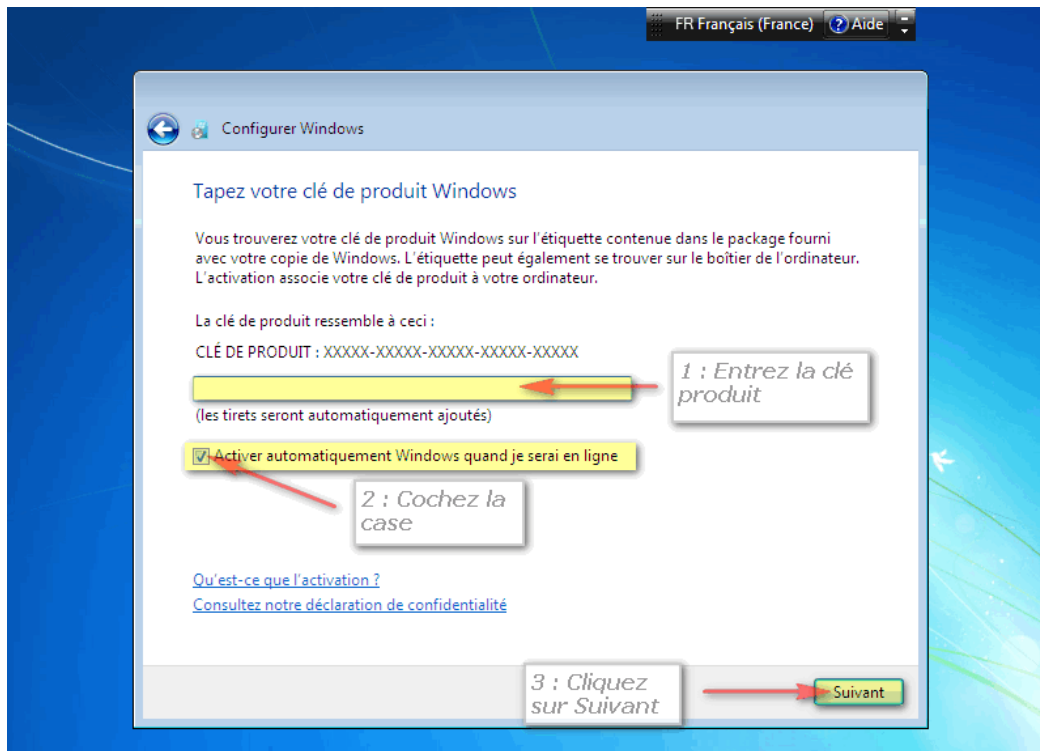 FR Français (France) ? Aide
Configurer Windows
Tapez votre clé de produit Windows
Vous trouverez votre clé de produit Windows sur l'étiquette contenue dans le package fourni
avec votre copie de Windows. L'étiquette peut également se trouver sur le boîtier de l'ordinateur.
L'activation associe votre clé de produit à votre ordinateur.
La clé de produit ressemble à ceci :
CLÉ DE PRODUIT : XXXXX-XXXXX-XXXXX-XXXXX-XXXXX
1 : Entrez la clé
produit
(les tirets seront automatiquement ajoutés)
Activer automatiquement Windows quand je serai en ligne
2 : Cochez la
case
Qu'est-ce que l'activation ?
Consultez notre déclaration de confidentialité
3 : Cliquez
sur Suivant
Suivant